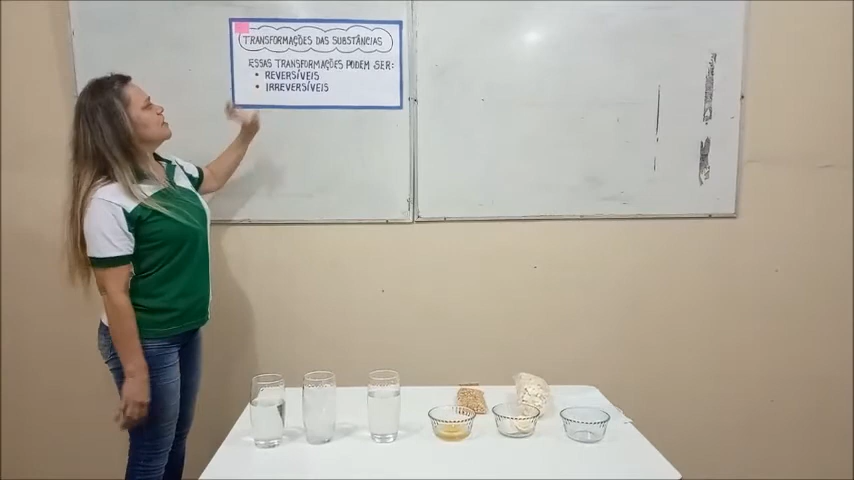 TRANSFORMAÇÕES DAS SUBSTÂNCIAS
ESSAS TRANSFORMAÇÕES PODEM SER:
• REVERSÍVEIS
• IRREVERSÍVEIS